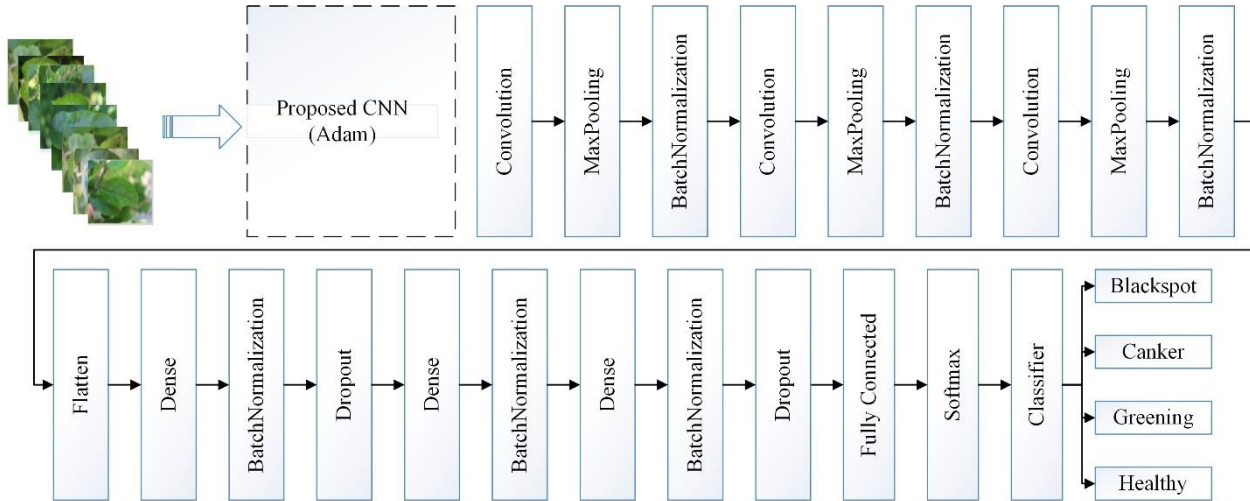 Proposed CNN
(Adam)
Convolution
MaxPooling
BatchNormalization
Convolution
MaxPooling
BatchNormalization
Convolution
MaxPooling
BatchNormalization
Flatten
Dense
BatchNormalization
Dropout
Dense
BatchNormalization
Dense
BatchNormalization
Dropout
Fully Connected
Softmax
Classifier
Blackspot
Canker
Greening
Healthy